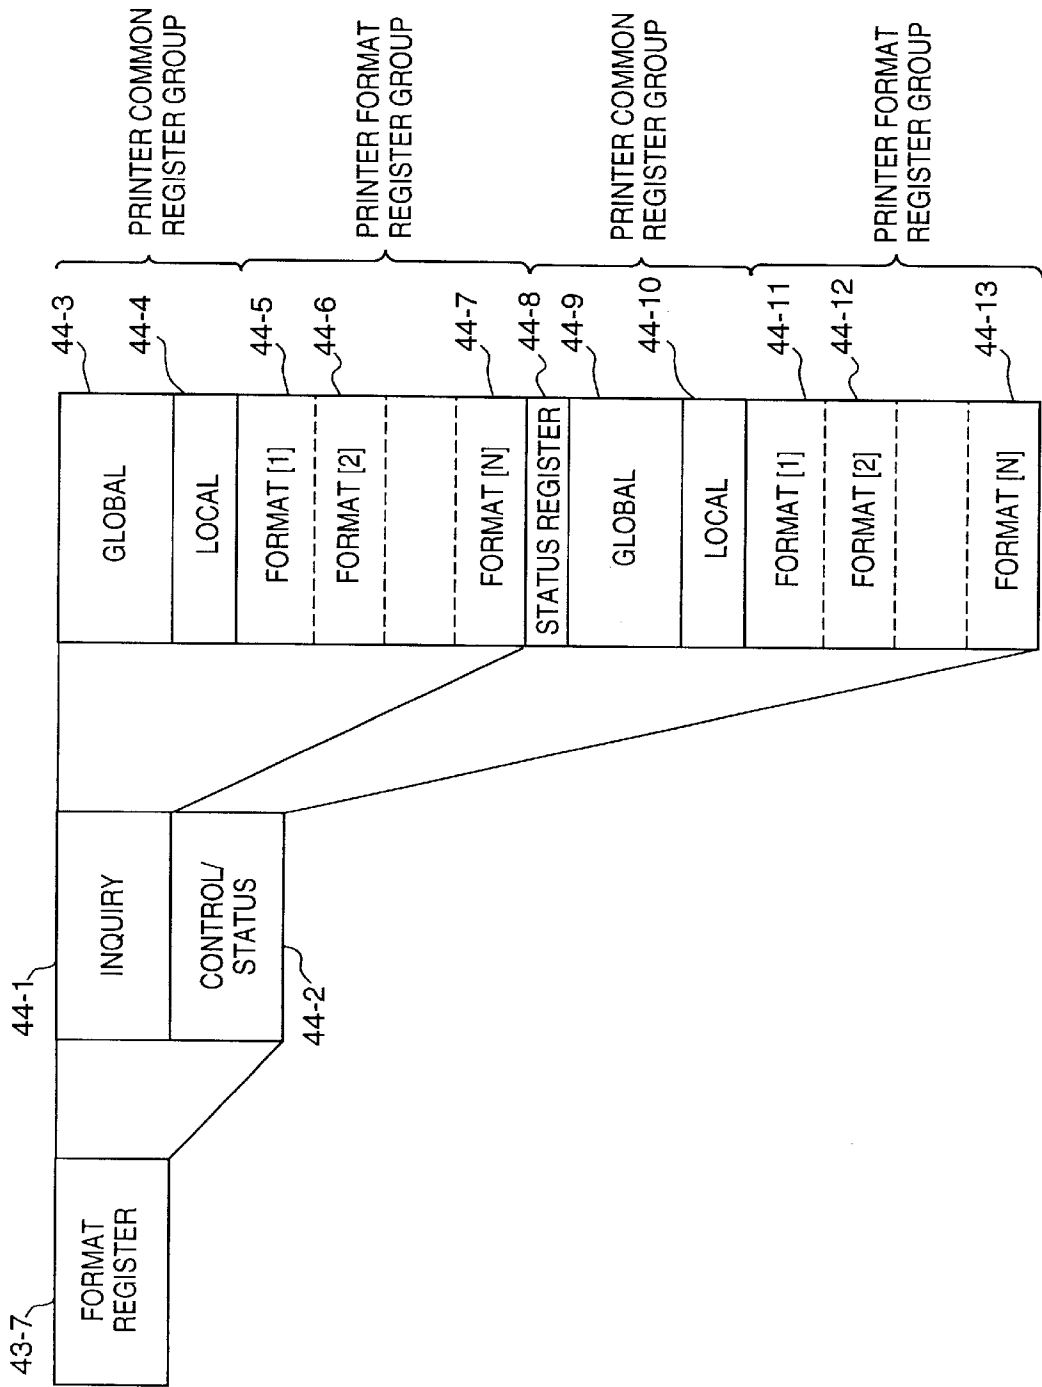 43-7
FORMAT
REGISTER
44-1
INQUIRY
CONTROL/
STATUS
44-2
GLOBAL
LOCAL
FORMAT [1]
FORMAT [2]
FORMAT [N]
STATUS REGISTER
GLOBAL
LOCAL
FORMAT [1]
FORMAT [2]
FORMAT [N]
44-3
44-4
44-5
44-6
44-7
44-8
44-9
44-10
44-11
44-12
44-13
PRINTER COMMON
REGISTER GROUP
PRINTER FORMAT
REGISTER GROUP
PRINTER COMMON
REGISTER GROUP
PRINTER FORMAT
REGISTER GROUP